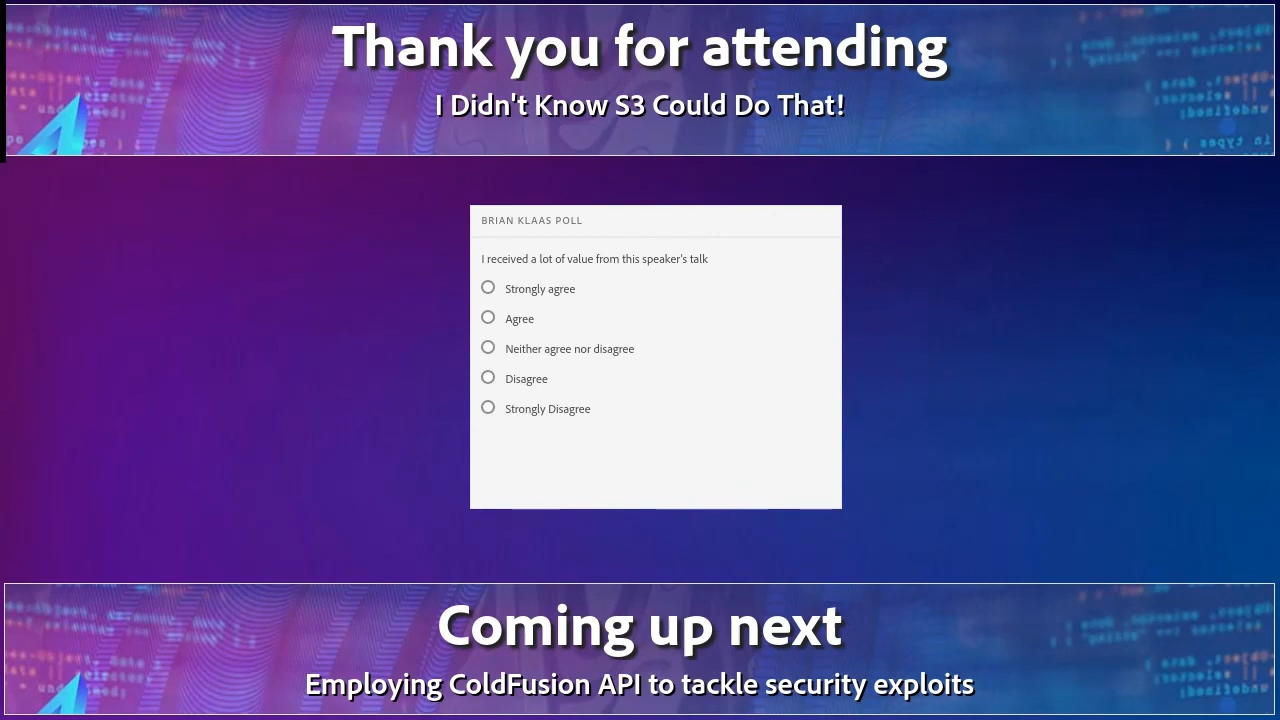 Thank you for attending
I Didn't Know S3 Could Do That!
BRIAN KLAAS POLL
I received a lot of value from this speaker's talk
Strongly agree
Agree
Neither agree nor disagree
Disagree
Strongly Disagree
Coming up next
Employing ColdFusion API to tackle security exploits